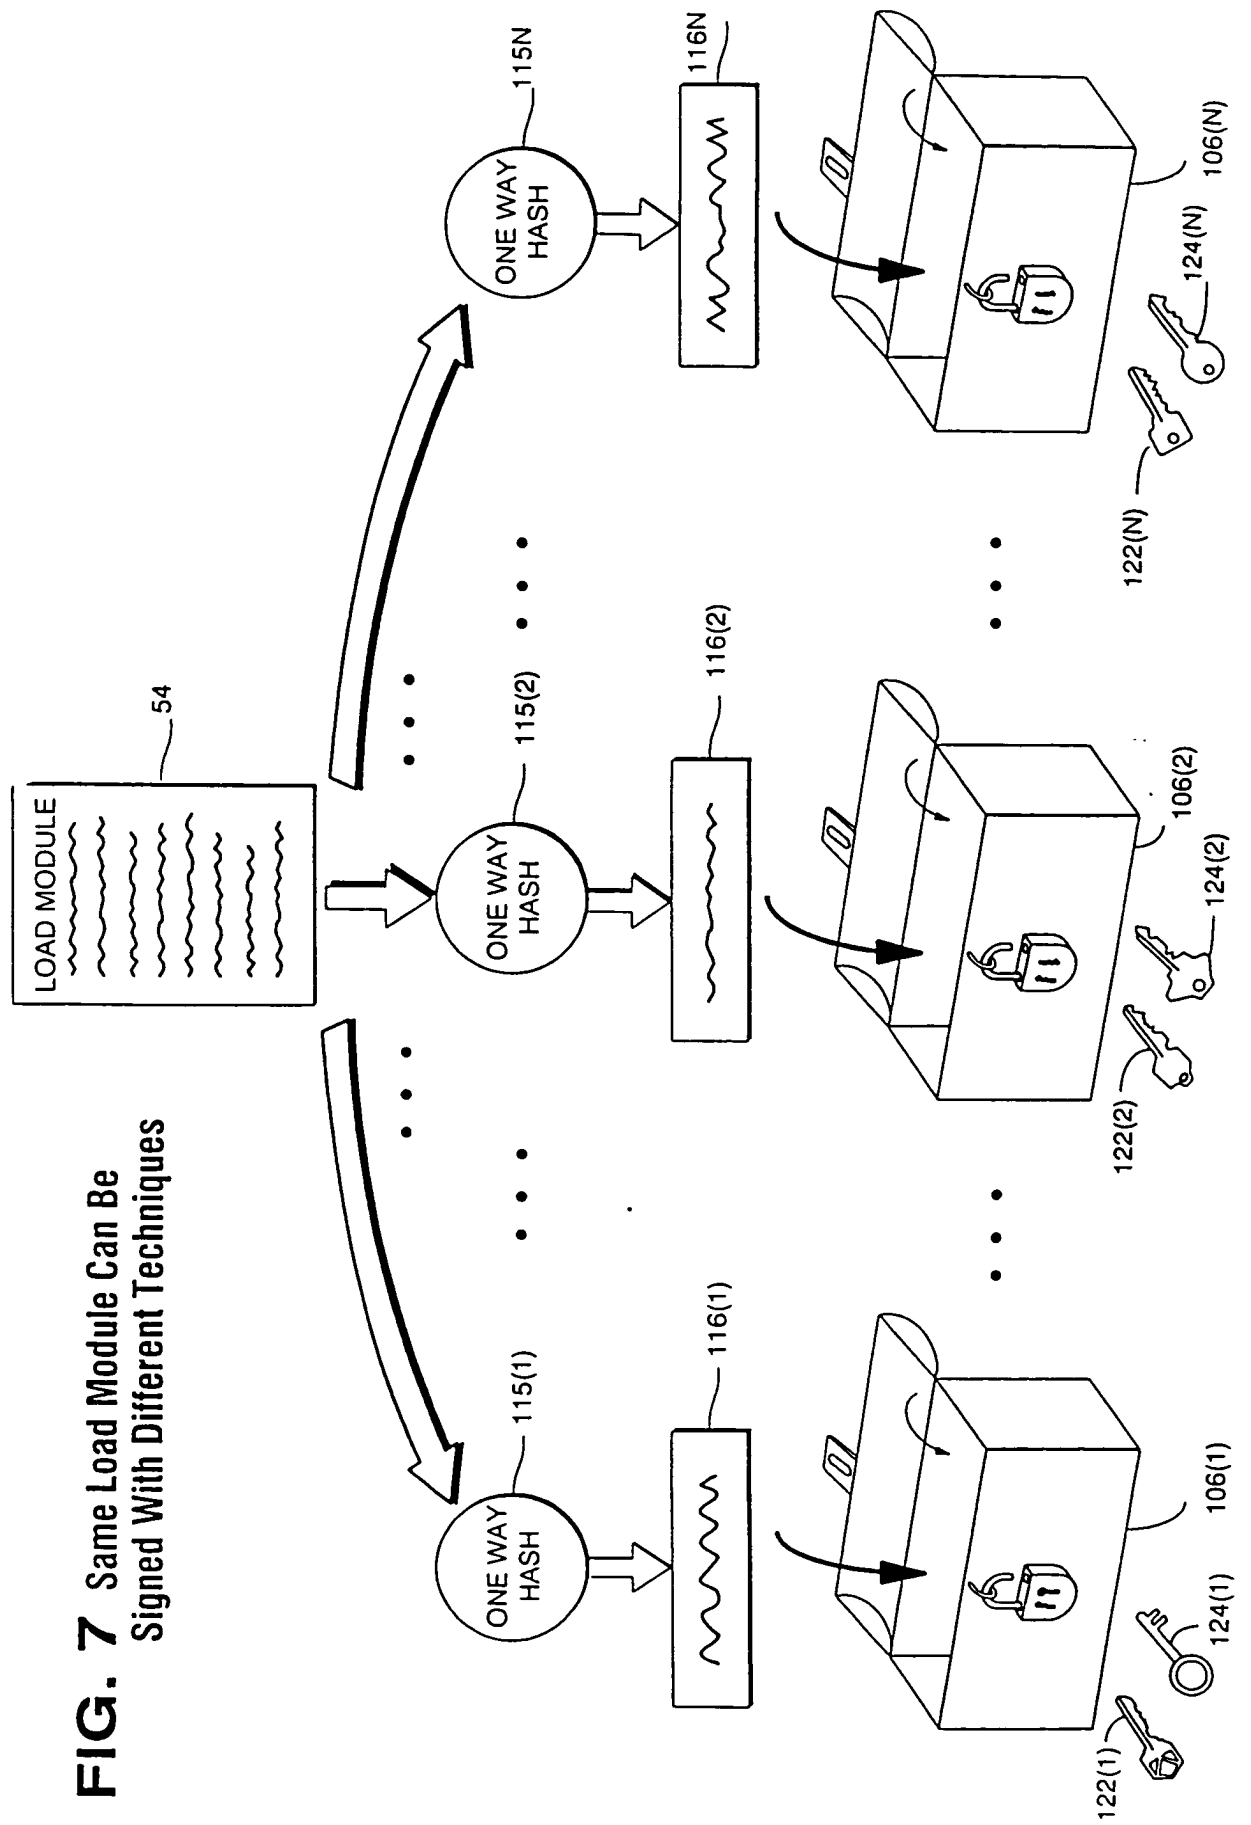 FIG. 7 Same Load Module Can Be
Signed With Different Techniques
LOAD MODULE
54
ONE WAY
HASH
115(1)
ONE WAY
HASH
115(2)
ONE WAY
HASH
115N
116(1)
116(2)
116N
106(1)
122(1)
124(1)
106(2)
122(2)
124(2)
106(N)
122(N)
124(N)